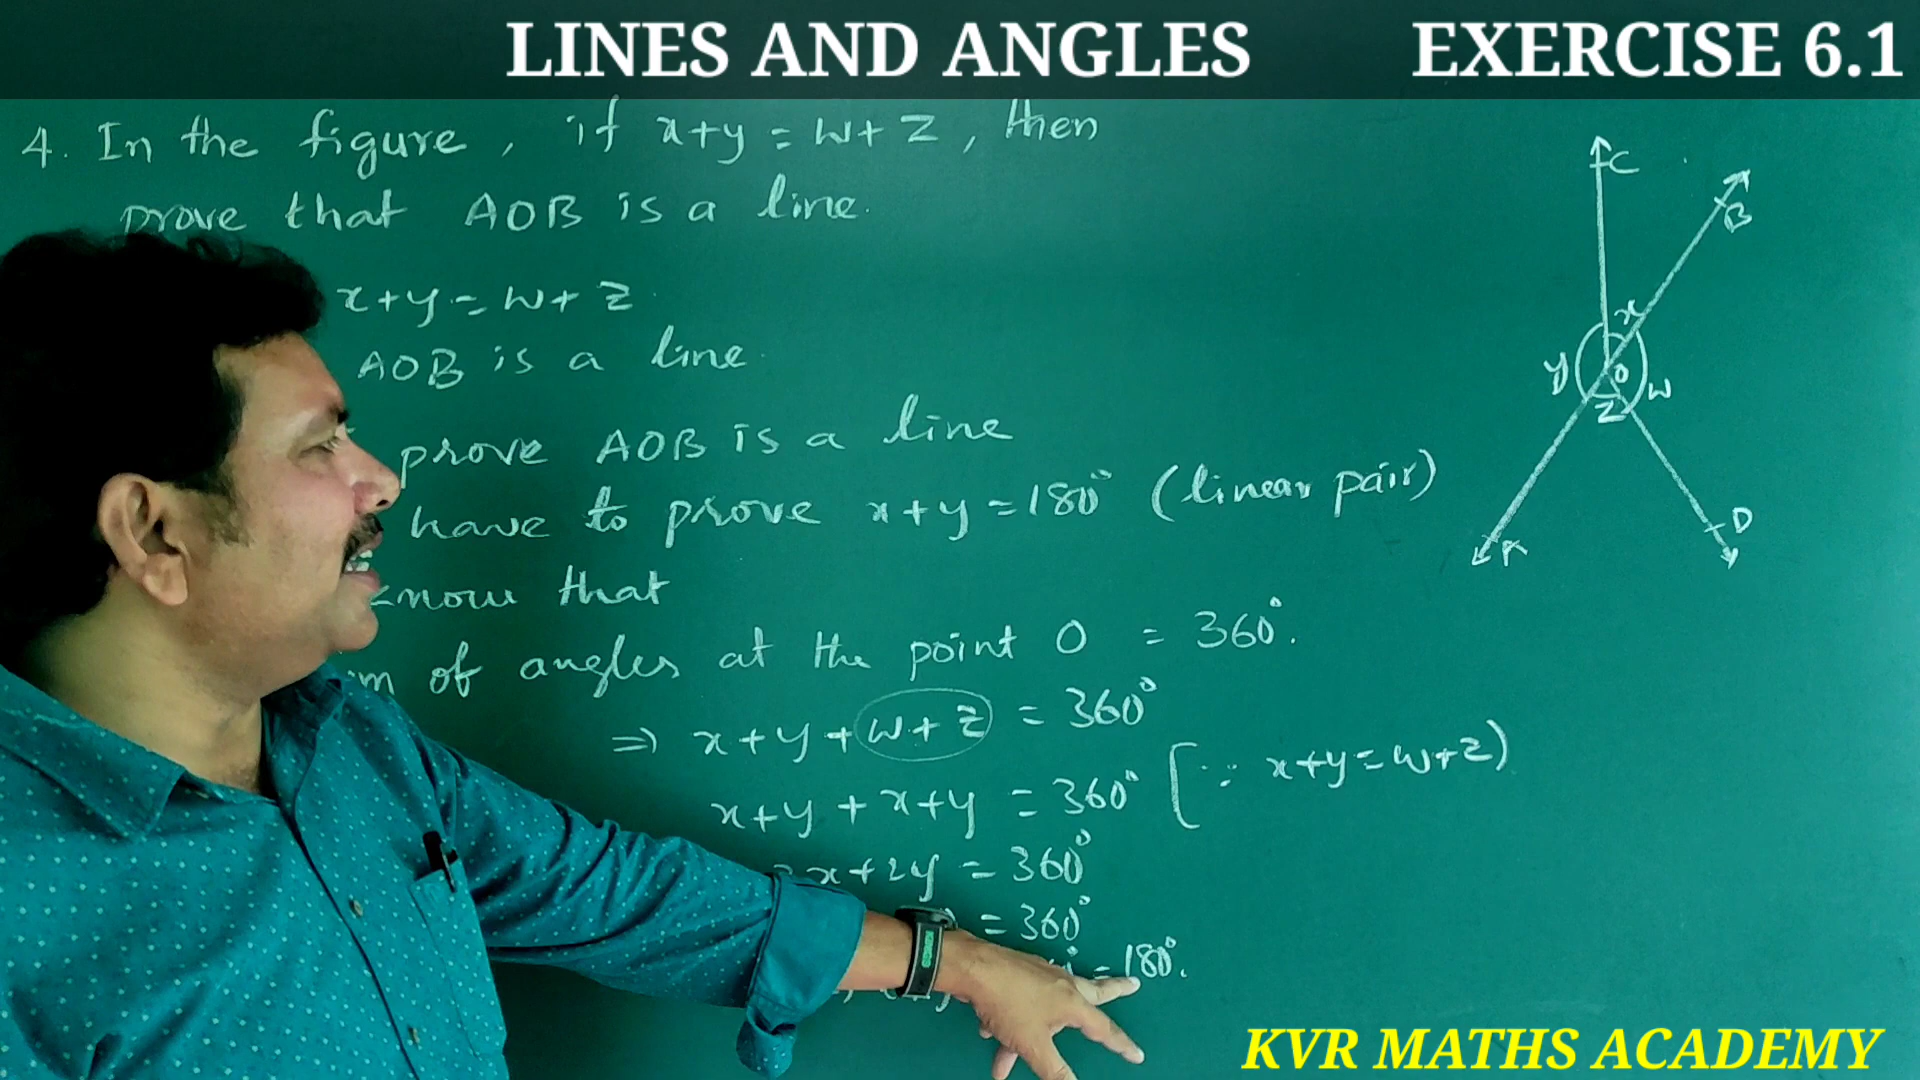 LINES AND ANGLES EXERCISE 6.1
4. In the figure, if x+y = w+z, then
prove that AOB is a line.
x+y = w+z.
AOB is a line.
prove AOB is a line
have to prove x+y = 180° (linear pair)
know that
of angles at the point O = 360°.
⇒ x+y+w+z = 360°
x+y+x+y = 360° [∵ x+y = w+z)
x+2y = 360°
= 360°
= 180°.
C
B
x
y
O
w
z
A
D
KVR MATHS ACADEMY